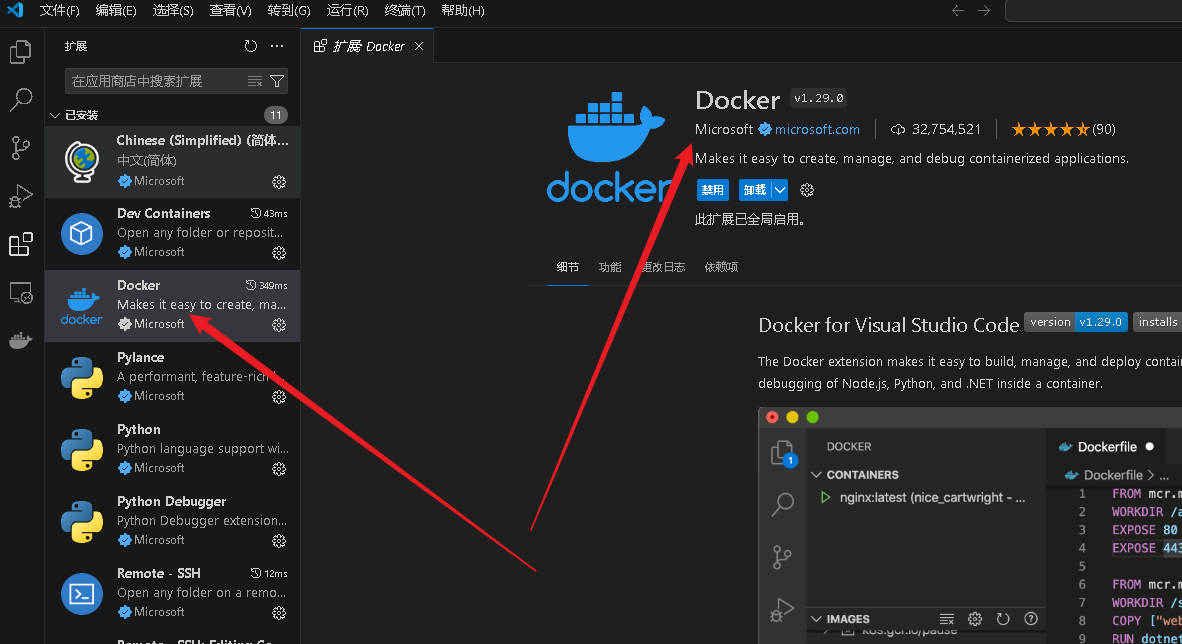 文件(F) 编辑(E) 选择(S) 查看(V) 转到(G) 运行(R) 终端(T) 帮助(H)
扩展
在应用商店中搜索扩展
已安装 11
Chinese (Simplified) (简体...
中文(简体)
Microsoft
Dev Containers 43ms
Open any folder or reposit...
Microsoft
Docker 349ms
Makes it easy to create, ma...
Microsoft
Pylance
A performant, feature-rich l...
Microsoft
Python
Python language support wi...
Microsoft
Python Debugger
Python Debugger extension...
Microsoft
Remote - SSH 12ms
Open any folder on a remo...
Microsoft
扩展: Docker
docker
Docker v1.29.0
Microsoft microsoft.com 32,754,521 (90)
Makes it easy to create, manage, and debug containerized applications.
禁用 卸载
此扩展已全局启用。
细节 功能 更改日志 依赖项
Docker for Visual Studio Code version v1.29.0 installs
The Docker extension makes it easy to build, manage, and deploy contai
debugging of Node.js, Python, and .NET inside a container.
DOCKER
CONTAINERS
nginx:latest (nice_cartwright - ...
IMAGES
k8s.gcr.io/pause
Dockerfile
Dockerfile > ...
1 FROM mcr.m
2 WORKDIR /a
3 EXPOSE 80
4 EXPOSE 443
5
6 FROM mcr.m
7 WORKDIR /s
8 COPY ["web
9 RUN dotnet